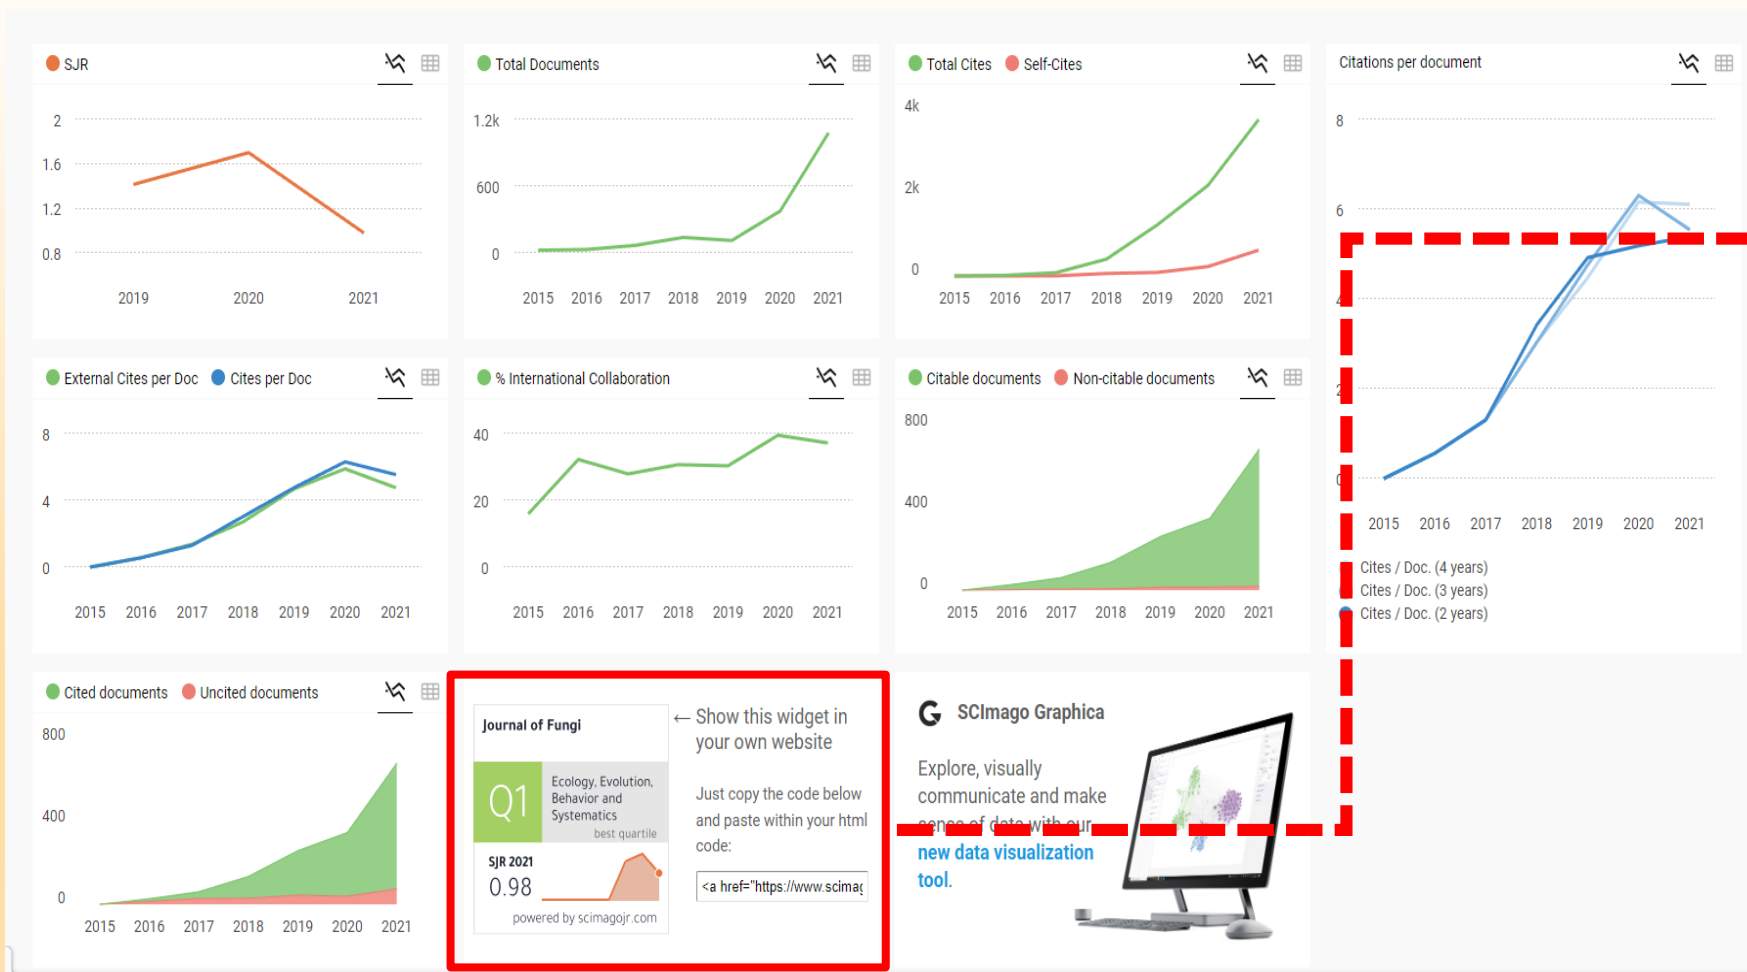 SJR
2
1.6
1.2
0.8
2019 2020 2021
Total Documents
1.2k
600
0
2015 2016 2017 2018 2019 2020 2021
Total Cites Self-Cites
4k
2k
0
2015 2016 2017 2018 2019 2020 2021
Citations per document
8
6
4
2
0
2015 2016 2017 2018 2019 2020 2021
Cites / Doc. (4 years)
Cites / Doc. (3 years)
Cites / Doc. (2 years)
External Cites per Doc Cites per Doc
8
4
0
2015 2016 2017 2018 2019 2020 2021
% International Collaboration
40
20
0
2015 2016 2017 2018 2019 2020 2021
Citable documents Non-citable documents
800
400
0
2015 2016 2017 2018 2019 2020 2021
Cited documents Uncited documents
800
400
0
2015 2016 2017 2018 2019 2020 2021
Journal of Fungi
Q1
Ecology, Evolution,
Behavior and
Systematics
best quartile
SJR 2021
0.98
powered by scimagojr.com
← Show this widget in
your own website
Just copy the code below
and paste within your html
code:
<a href="https://www.scimag
SCImago Graphica
Explore, visually
communicate and make
sense of data with our
new data visualization
tool.